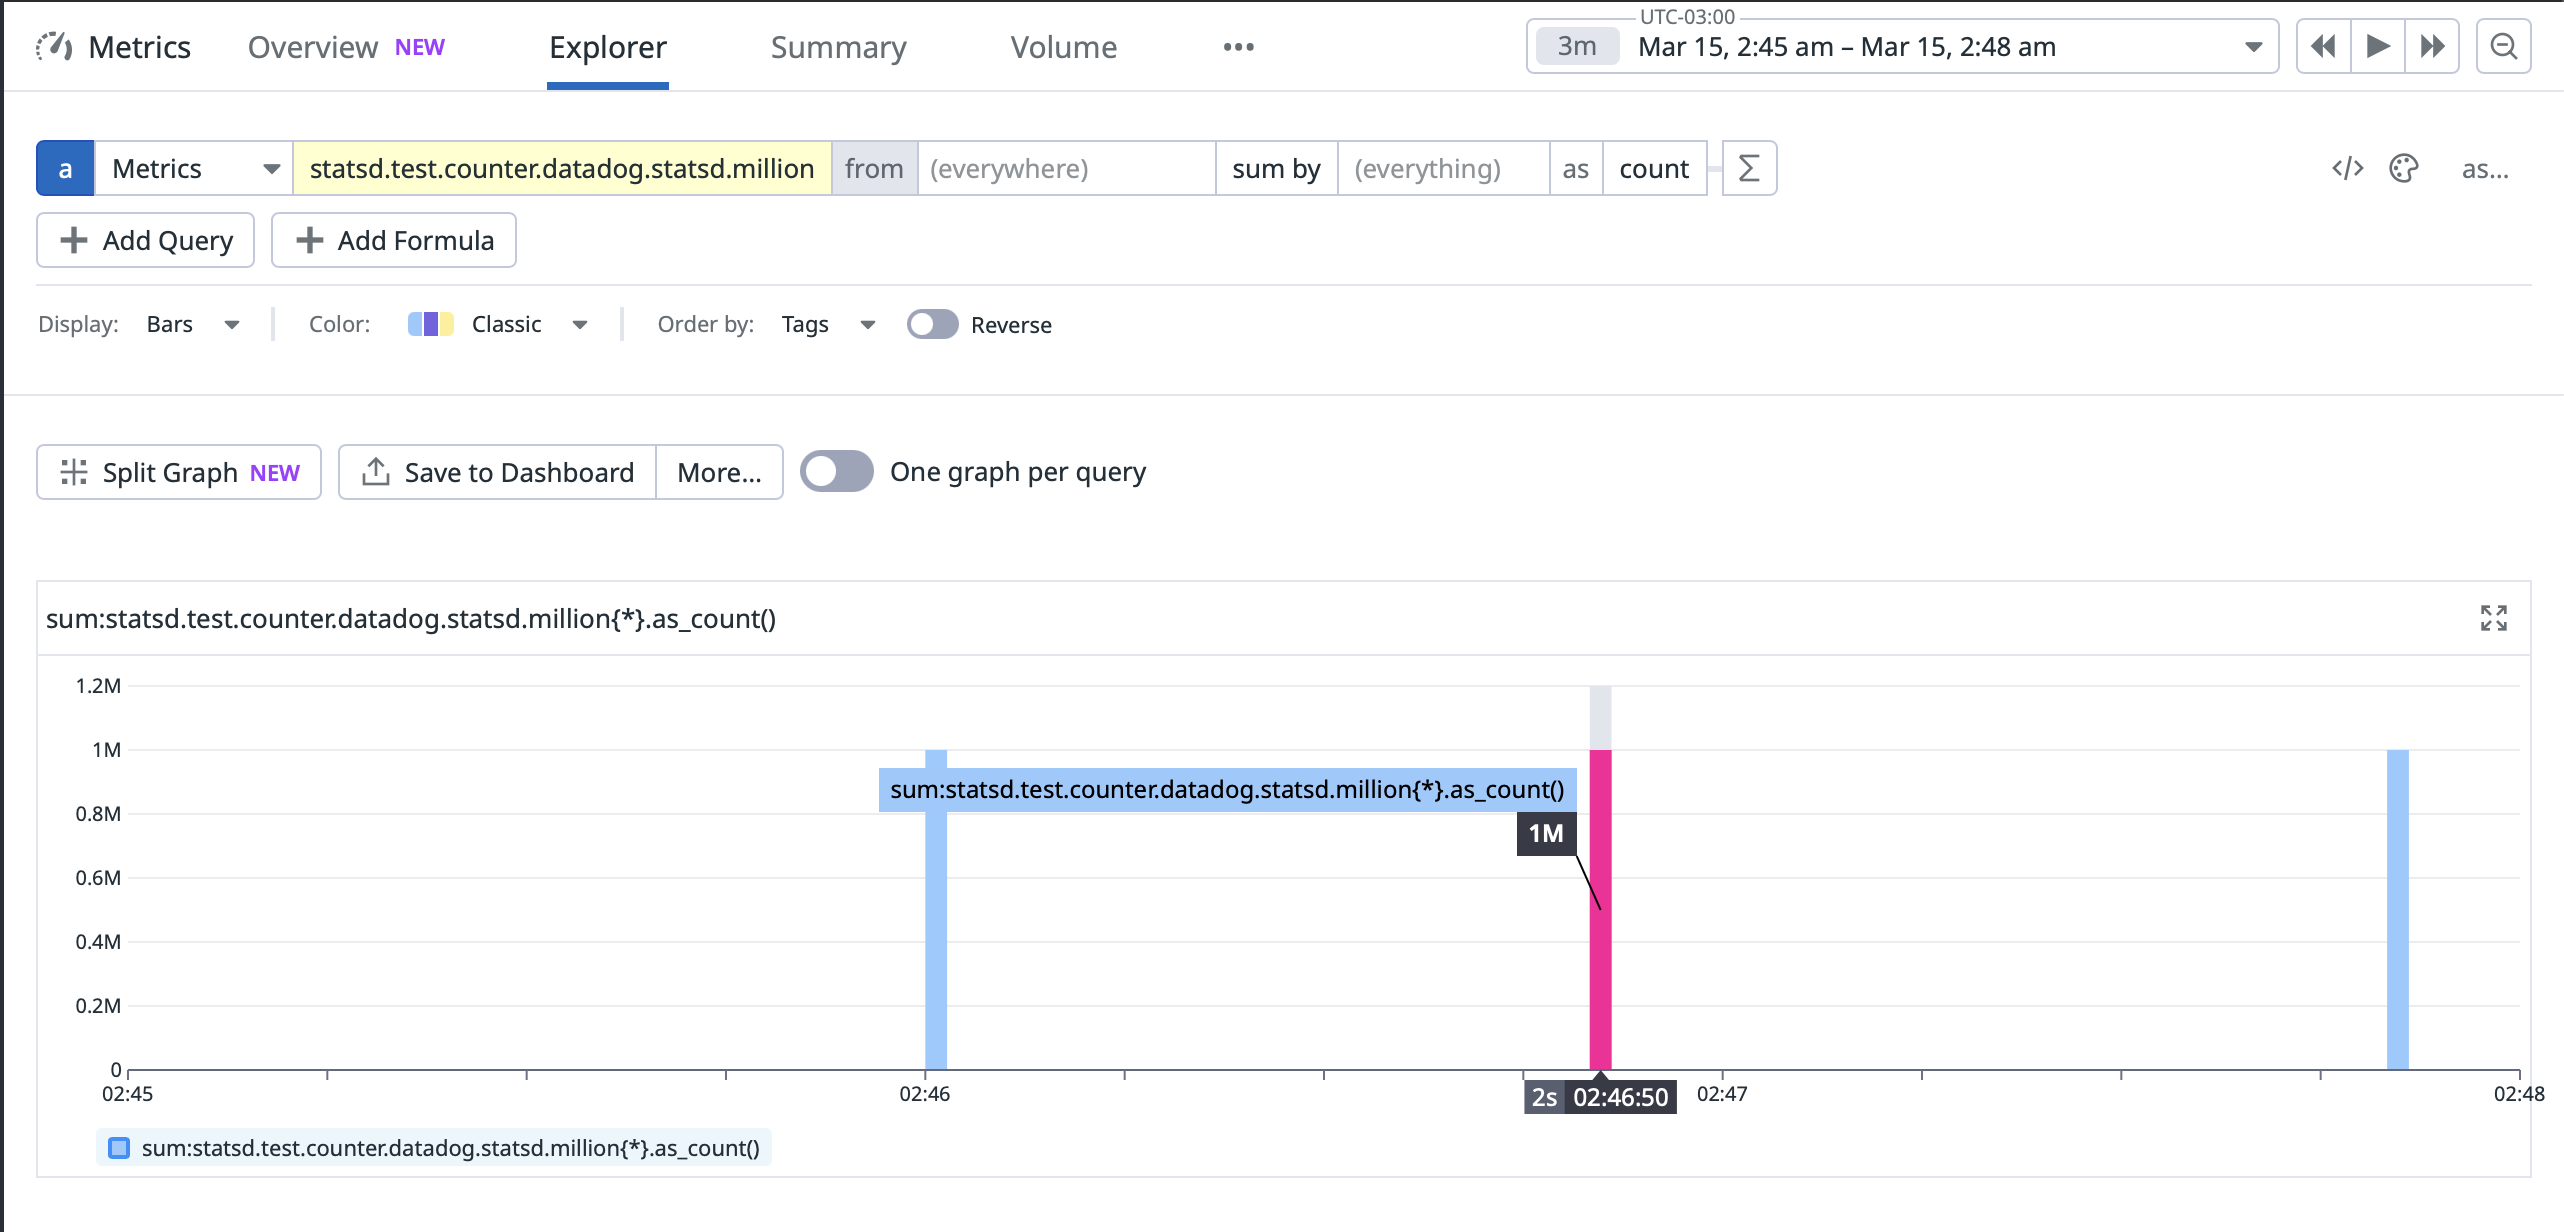 UTC-03:00
Metrics Overview NEW Explorer Summary Volume ••• 3m Mar 15, 2:45 am – Mar 15, 2:48 am
a Metrics statsd.test.counter.datadog.statsd.million from (everywhere) sum by (everything) as count Σ </> as...
+ Add Query + Add Formula
Display: Bars Color: Classic Order by: Tags Reverse
Split Graph NEW Save to Dashboard More... One graph per query
sum:statsd.test.counter.datadog.statsd.million{*}.as_count()
1.2M
1M
sum:statsd.test.counter.datadog.statsd.million{*}.as_count()
0.8M
1M
0.6M
0.4M
0.2M
0
02:45 02:46 2s 02:46:50 02:47 02:48
sum:statsd.test.counter.datadog.statsd.million{*}.as_count()